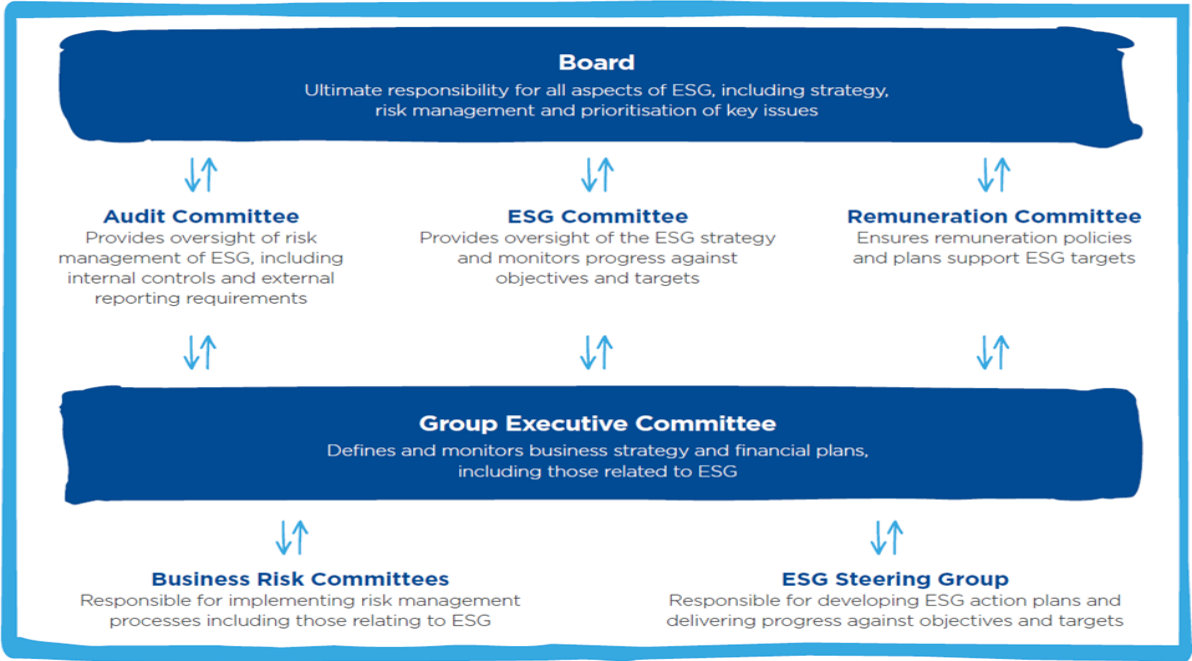 Board
Ultimate responsibility for all aspects of ESG, including strategy,
risk management and prioritisation of key issues
Audit Committee
Provides oversight of risk
management of ESG, including
internal controls and external
reporting requirements
ESG Committee
Provides oversight of the ESG strategy
and monitors progress against
objectives and targets
Remuneration Committee
Ensures remuneration policies
and plans support ESG targets
Group Executive Committee
Defines and monitors business strategy and financial plans,
including those related to ESG
Business Risk Committees
Responsible for implementing risk management
processes including those relating to ESG
ESG Steering Group
Responsible for developing ESG action plans and
delivering progress against objectives and targets